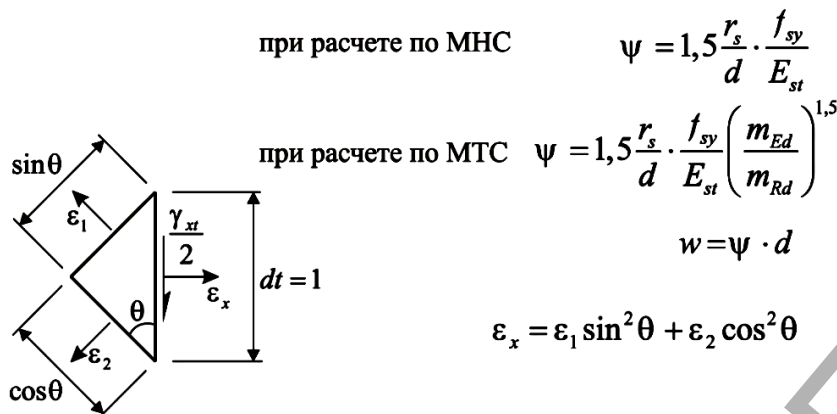 при расчете по МНС ψ = 1,5 r_s/d · f_sy/E_st
при расчете по МТС ψ = 1,5 r_s/d · f_sy/E_st (m_Ed/m_Rd)^1,5
w = ψ · d
ε_x = ε_1 sin²θ + ε_2 cos²θ
sinθ
ε_1
γ_xt/2
ε_x
dt = 1
θ
ε_2
cosθ